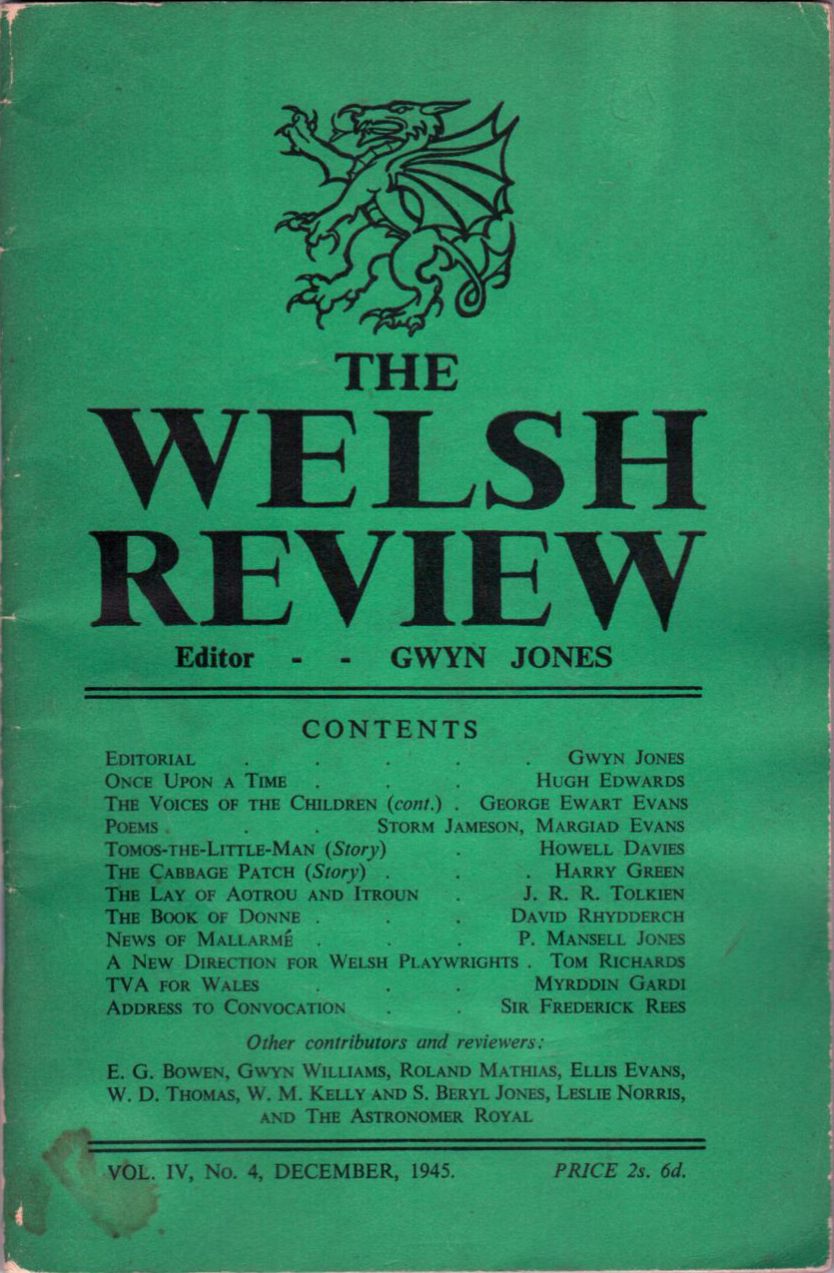 THE
WELSH
REVIEW
Editor - - GWYN JONES
CONTENTS
EDITORIAL . . . . . GWYN JONES
ONCE UPON A TIME . . . HUGH EDWARDS
THE VOICES OF THE CHILDREN (cont.) . GEORGE EWART EVANS
POEMS . . . STORM JAMESON, MARGIAD EVANS
TOMOS-THE-LITTLE-MAN (Story) . HOWELL DAVIES
THE CABBAGE PATCH (Story) . . . HARRY GREEN
THE LAY OF AOTROU AND ITROUN . J. R. R. TOLKIEN
THE BOOK OF DONNE . . . DAVID RHYDDERCH
NEWS OF MALLARMé . . . P. MANSELL JONES
A NEW DIRECTION FOR WELSH PLAYWRIGHTS . TOM RICHARDS
TVA FOR WALES . . . MYRDDIN GARDI
ADDRESS TO CONVOCATION . . SIR FREDERICK REES
Other contributors and reviewers:
E. G. BOWEN, GWYN WILLIAMS, ROLAND MATHIAS, ELLIS EVANS,
W. D. THOMAS, W. M. KELLY AND S. BERYL JONES, LESLIE NORRIS,
AND THE ASTRONOMER ROYAL
VOL. IV, No. 4, DECEMBER, 1945. PRICE 2s. 6d.